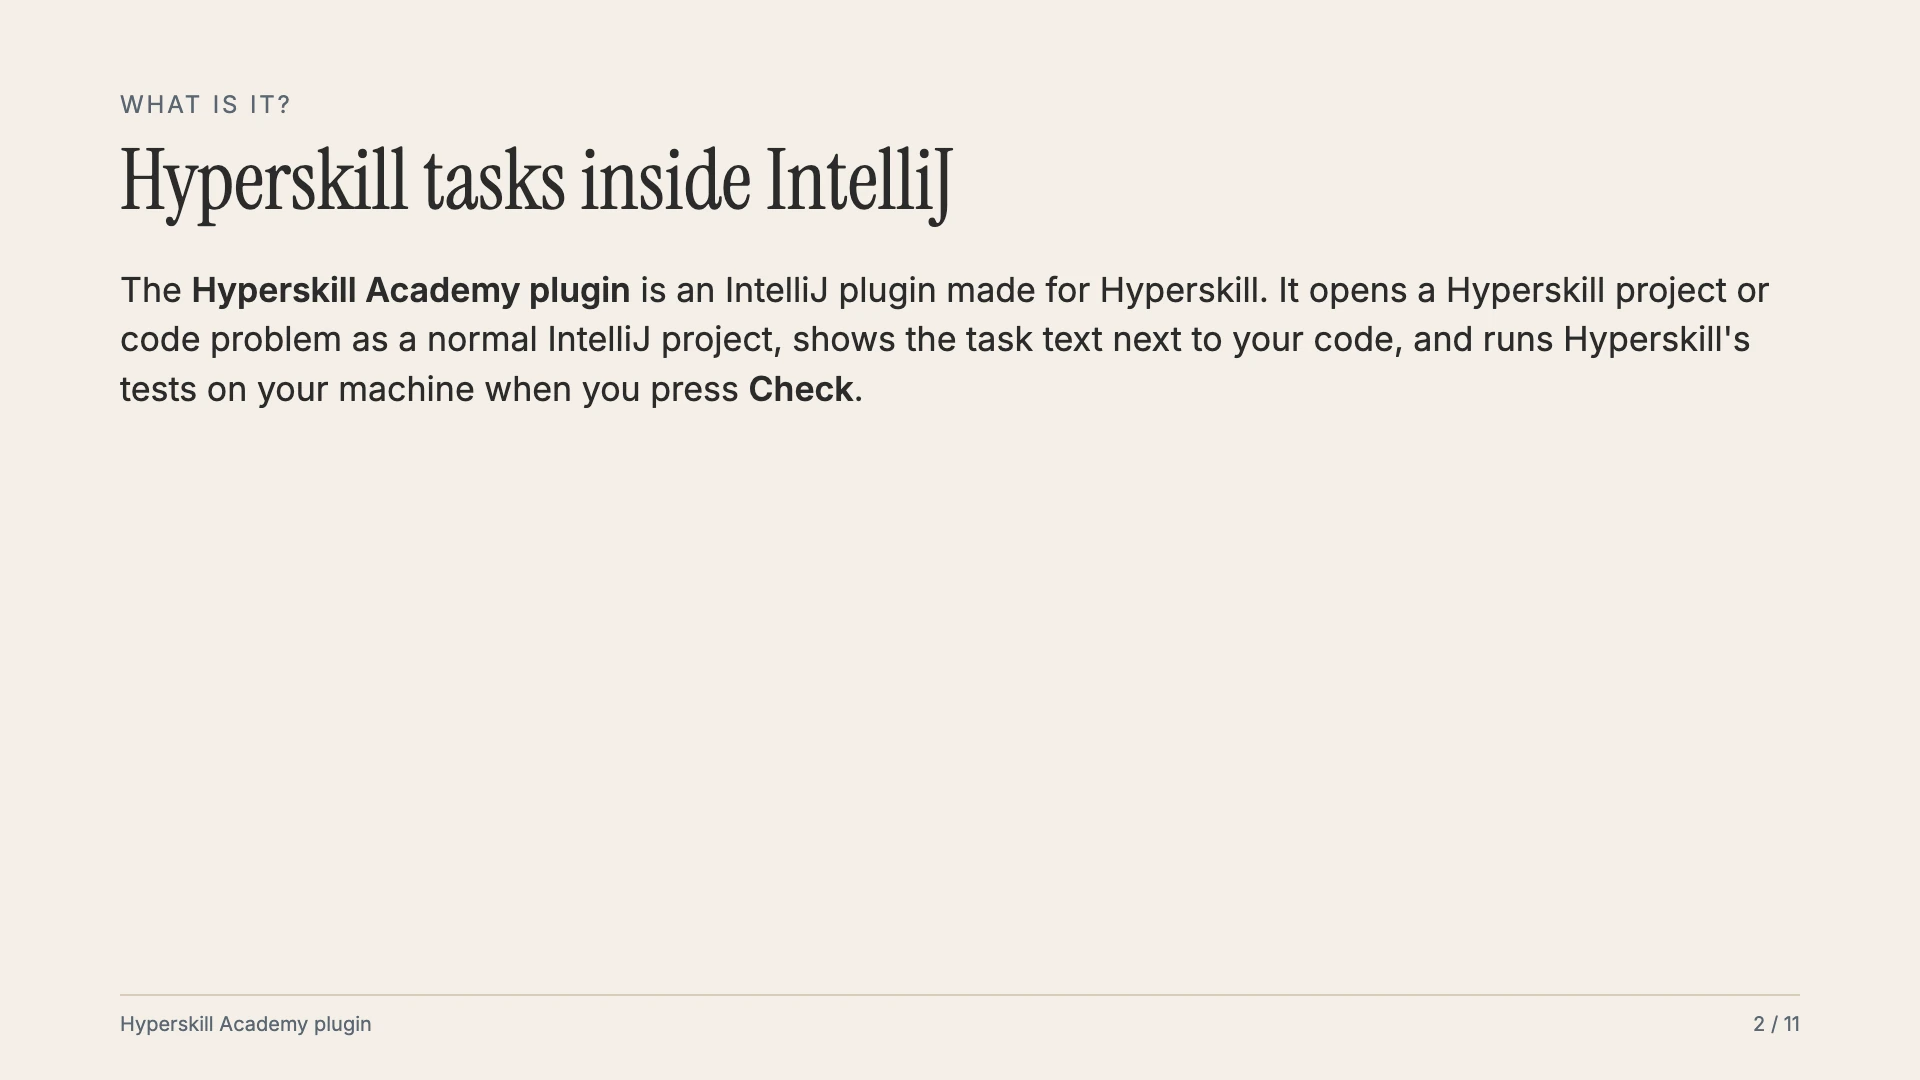 WHAT IS IT?
Hyperskill tasks inside IntelliJ
The Hyperskill Academy plugin is an IntelliJ plugin made for Hyperskill. It opens a Hyperskill project or
code problem as a normal IntelliJ project, shows the task text next to your code, and runs Hyperskill's
tests on your machine when you press Check.
Hyperskill Academy plugin
2 / 11